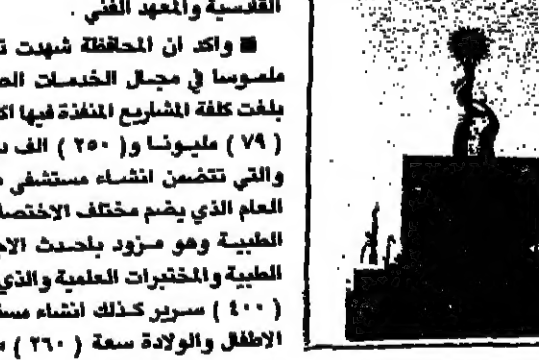 القادسية والمعهد الفني .
■ واكد ان المحافظة شهدت
ملموسا في مجال الخدمات
بلغت كلفة المشاريع المنفذة فيها
( ٧٩ ) مليونا و( ٢٥٠ ) الف
والتي تتضمن انشاء مستشفى
العام الذي يضم مختلف
الطبية وهو مزود باحدث
الطبية والمختبرات العلمية والذي
( ٤٠٠ ) سرير كذلك انشاء
الاطفال والولادة سعة ( ٢٦٠ )